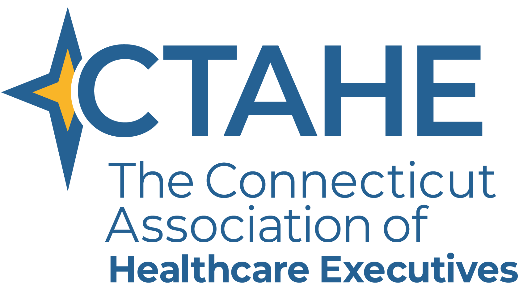 CTAHE
The Connecticut
Association of
Healthcare Executives